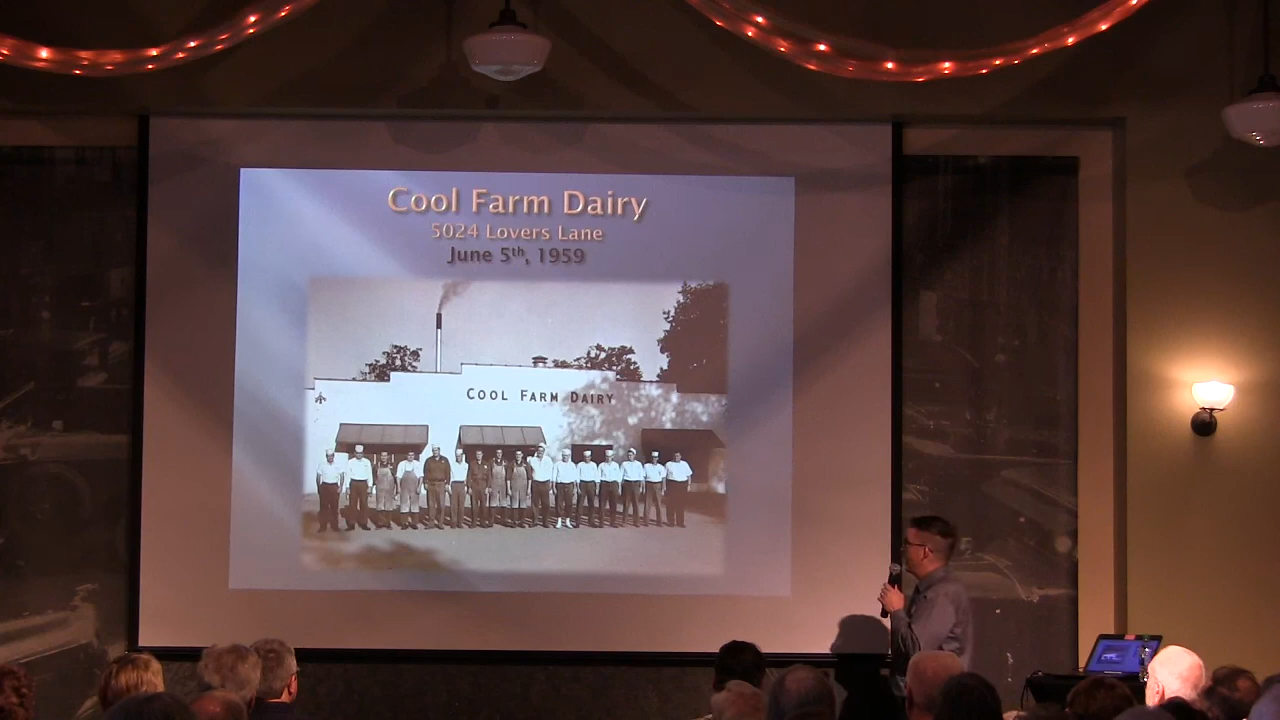 Cool Farm Dairy
5024 Lovers Lane
June 5th, 1959
COOL FARM DAIRY